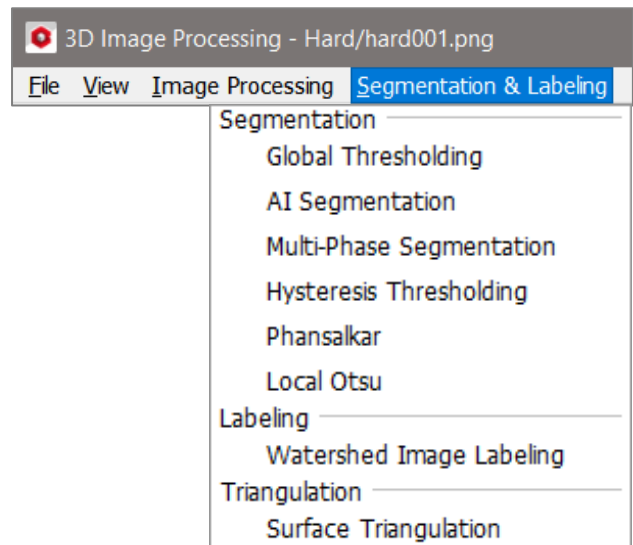 3D Image Processing - Hard/hard001.png
File View Image Processing Segmentation & Labeling
Segmentation
Global Thresholding
AI Segmentation
Multi-Phase Segmentation
Hysteresis Thresholding
Phansalkar
Local Otsu
Labeling
Watershed Image Labeling
Triangulation
Surface Triangulation